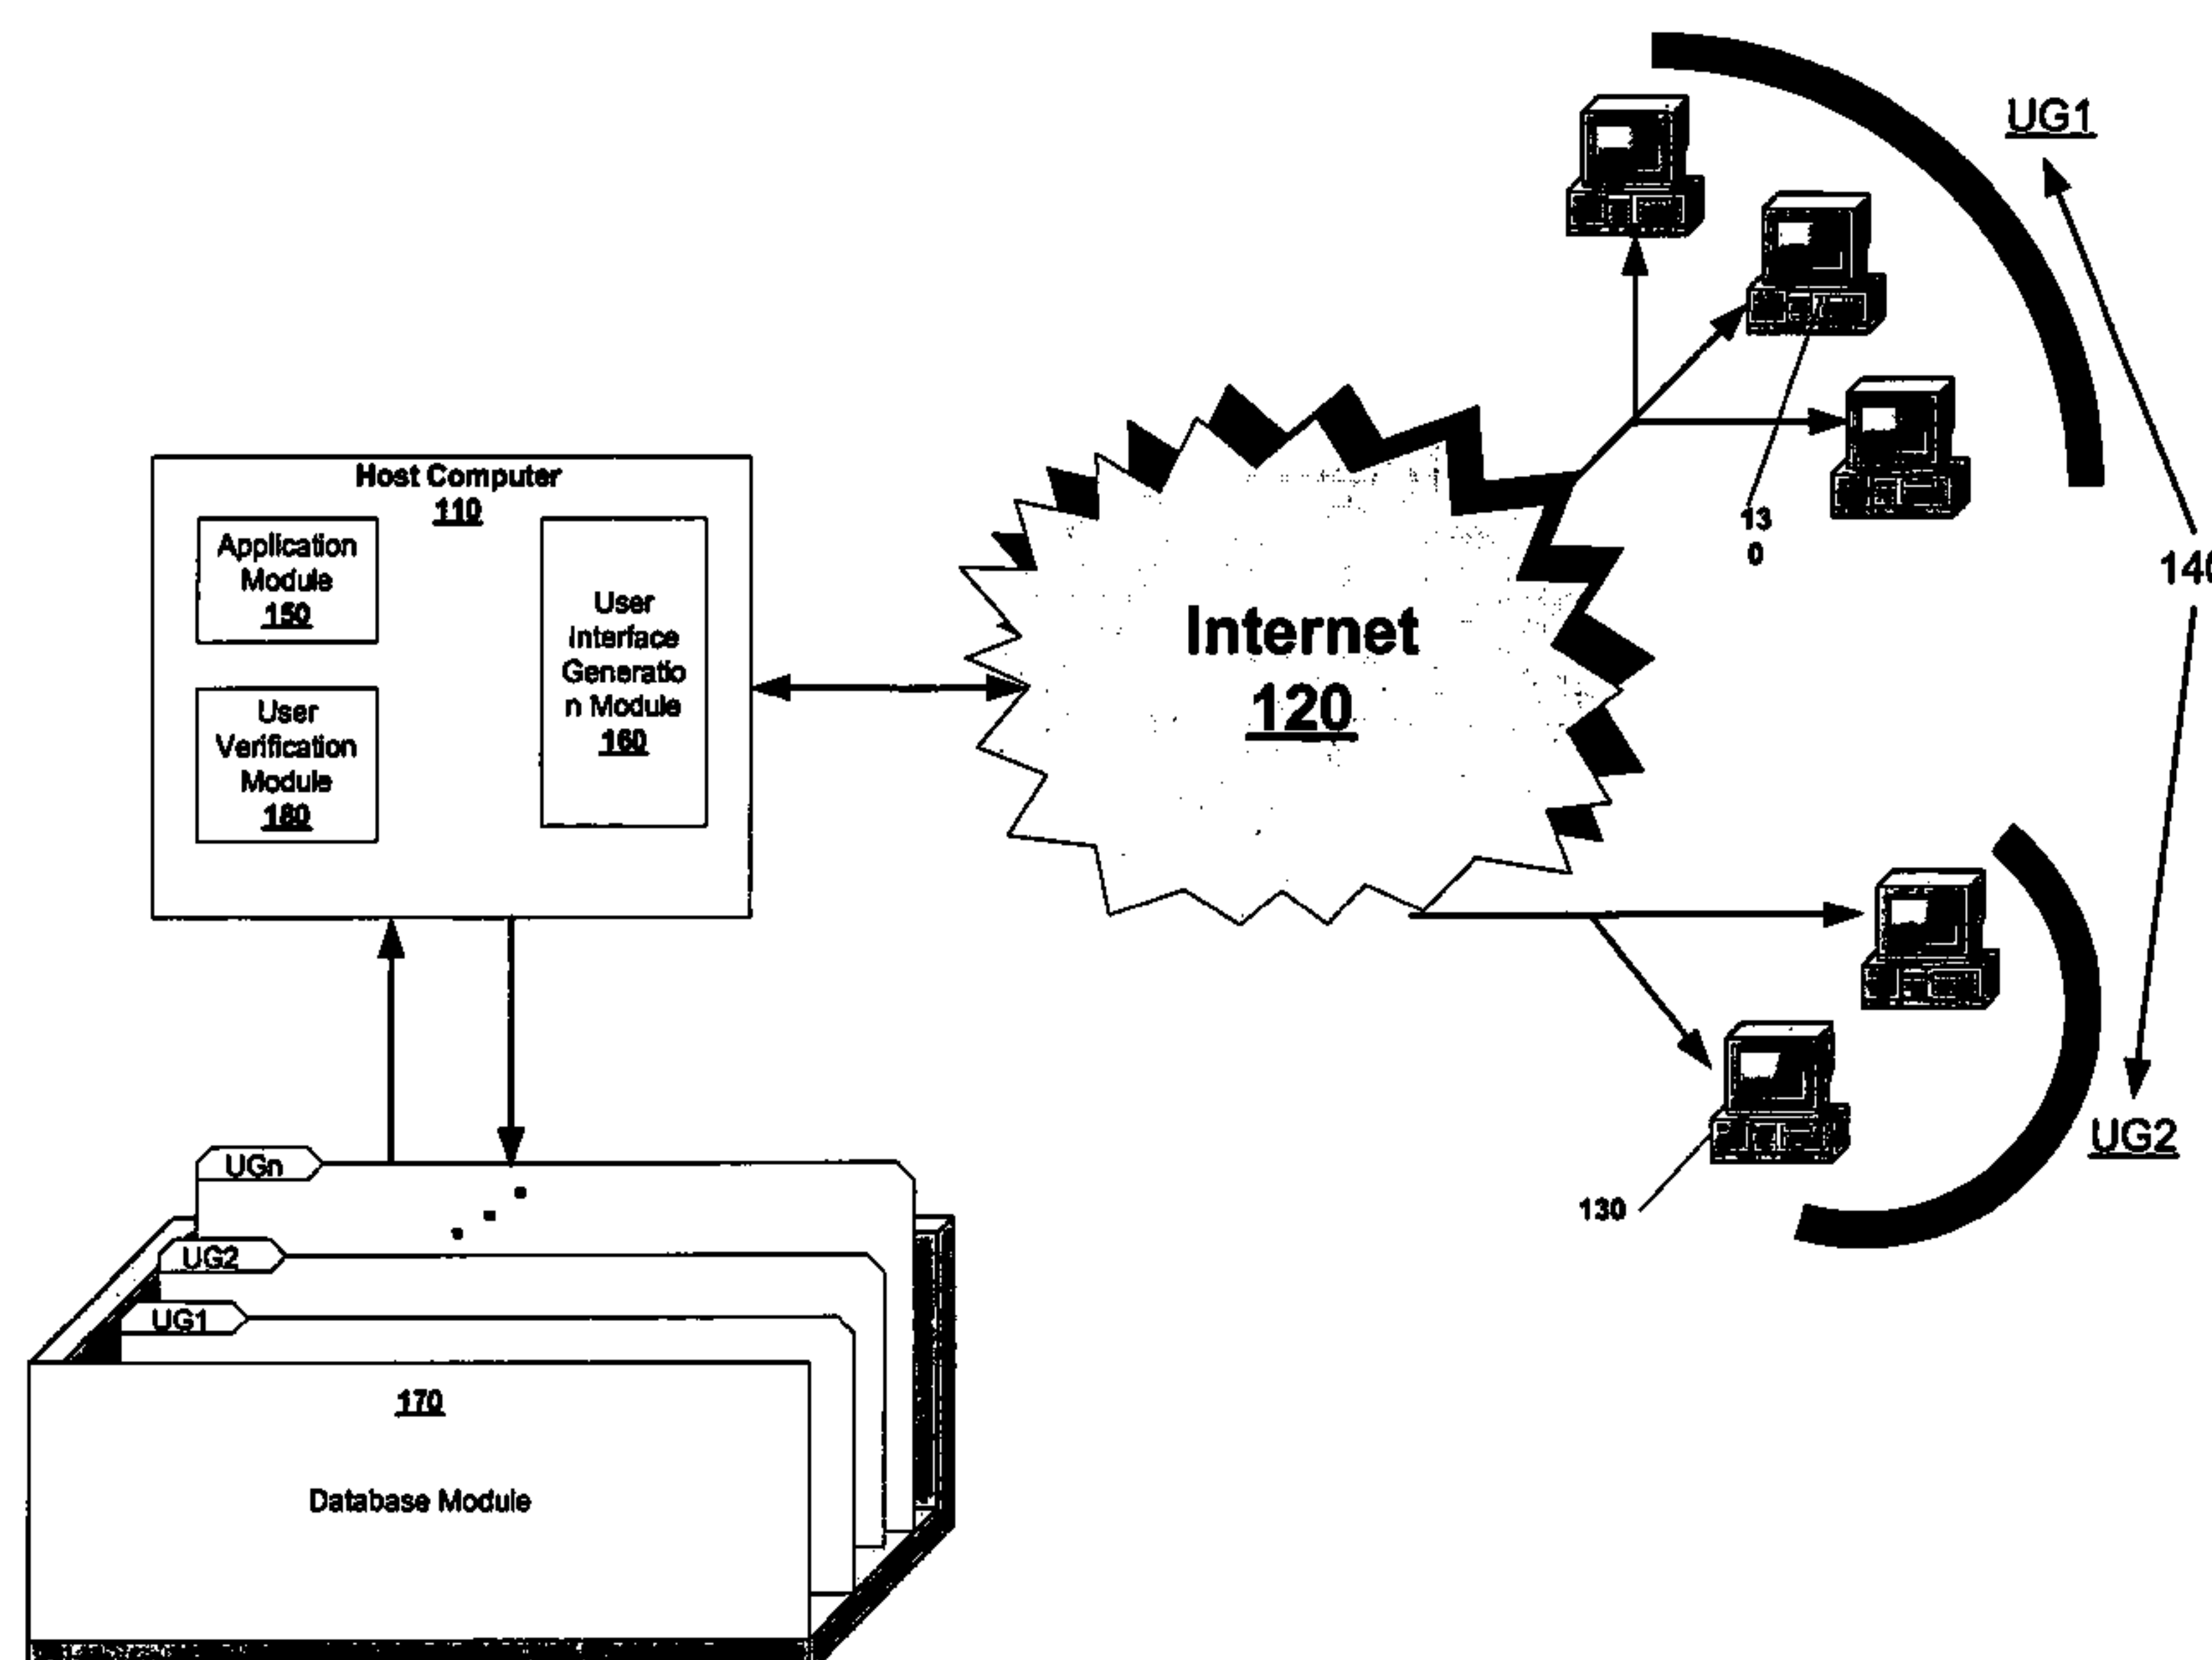 UG1
Host Computer
110
Application
Module
150
User
Verification
Module
180
User
Interface
Generatio
n Module
160
Internet
120
13
0
140
UG2
130
UGn
UG2
UG1
170
Database Module